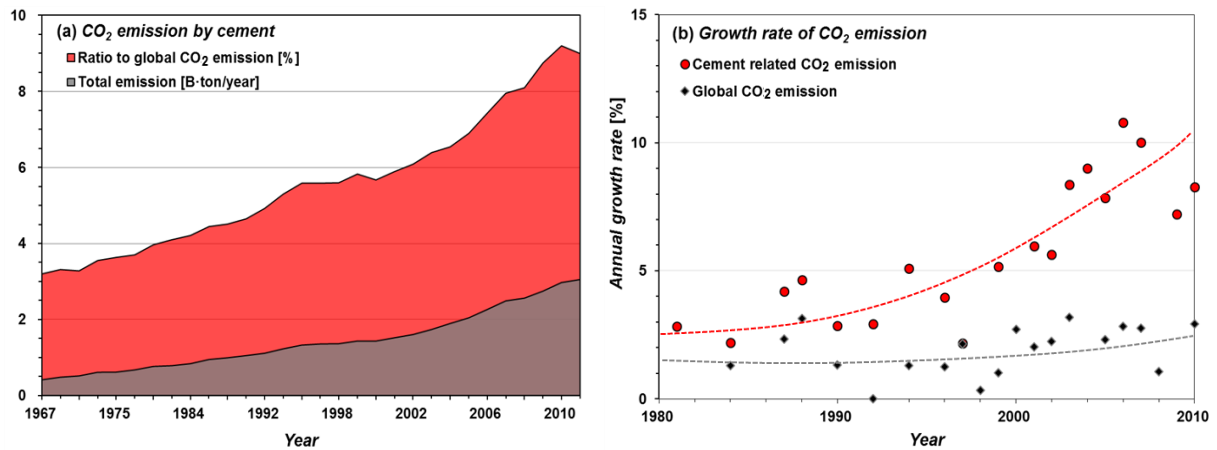 (a) CO₂ emission by cement
Ratio to global CO₂ emission [%]
Total emission [B·ton/year]
10
8
6
4
2
0
1967
1975
1984
1992
1998
2002
2006
2010
Year
(b) Growth rate of CO₂ emission
Cement related CO₂ emission
Global CO₂ emission
Annual growth rate [%]
15
10
5
0
1980
1990
2000
2010
Year